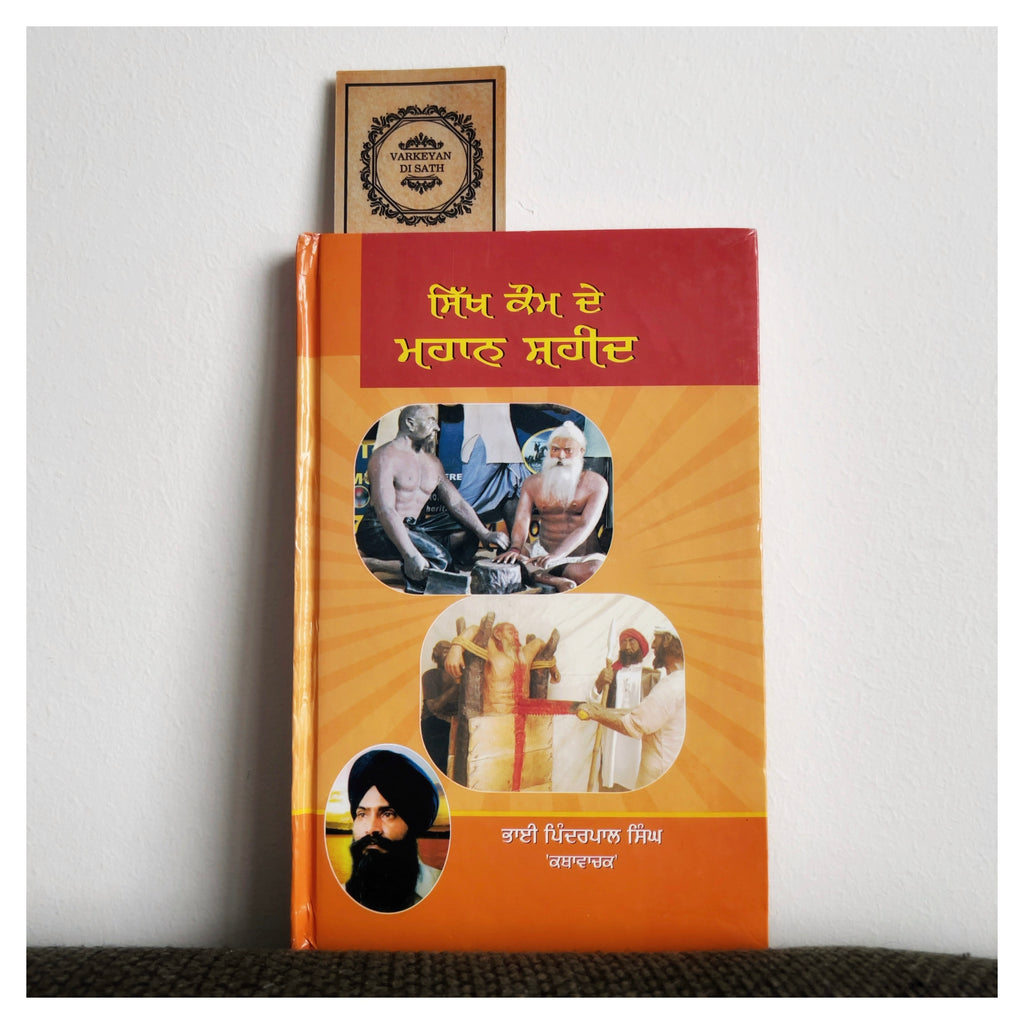 VARKEYAN
DI SATH
ਸਿੱਖ ਕੌਮ ਦੇ
ਮਹਾਨ ਸ਼ਹੀਦ
ਭਾਈ ਪਿੰਦਰਪਾਲ ਸਿੰਘ
'ਕਥਾਵਾਚਕ'